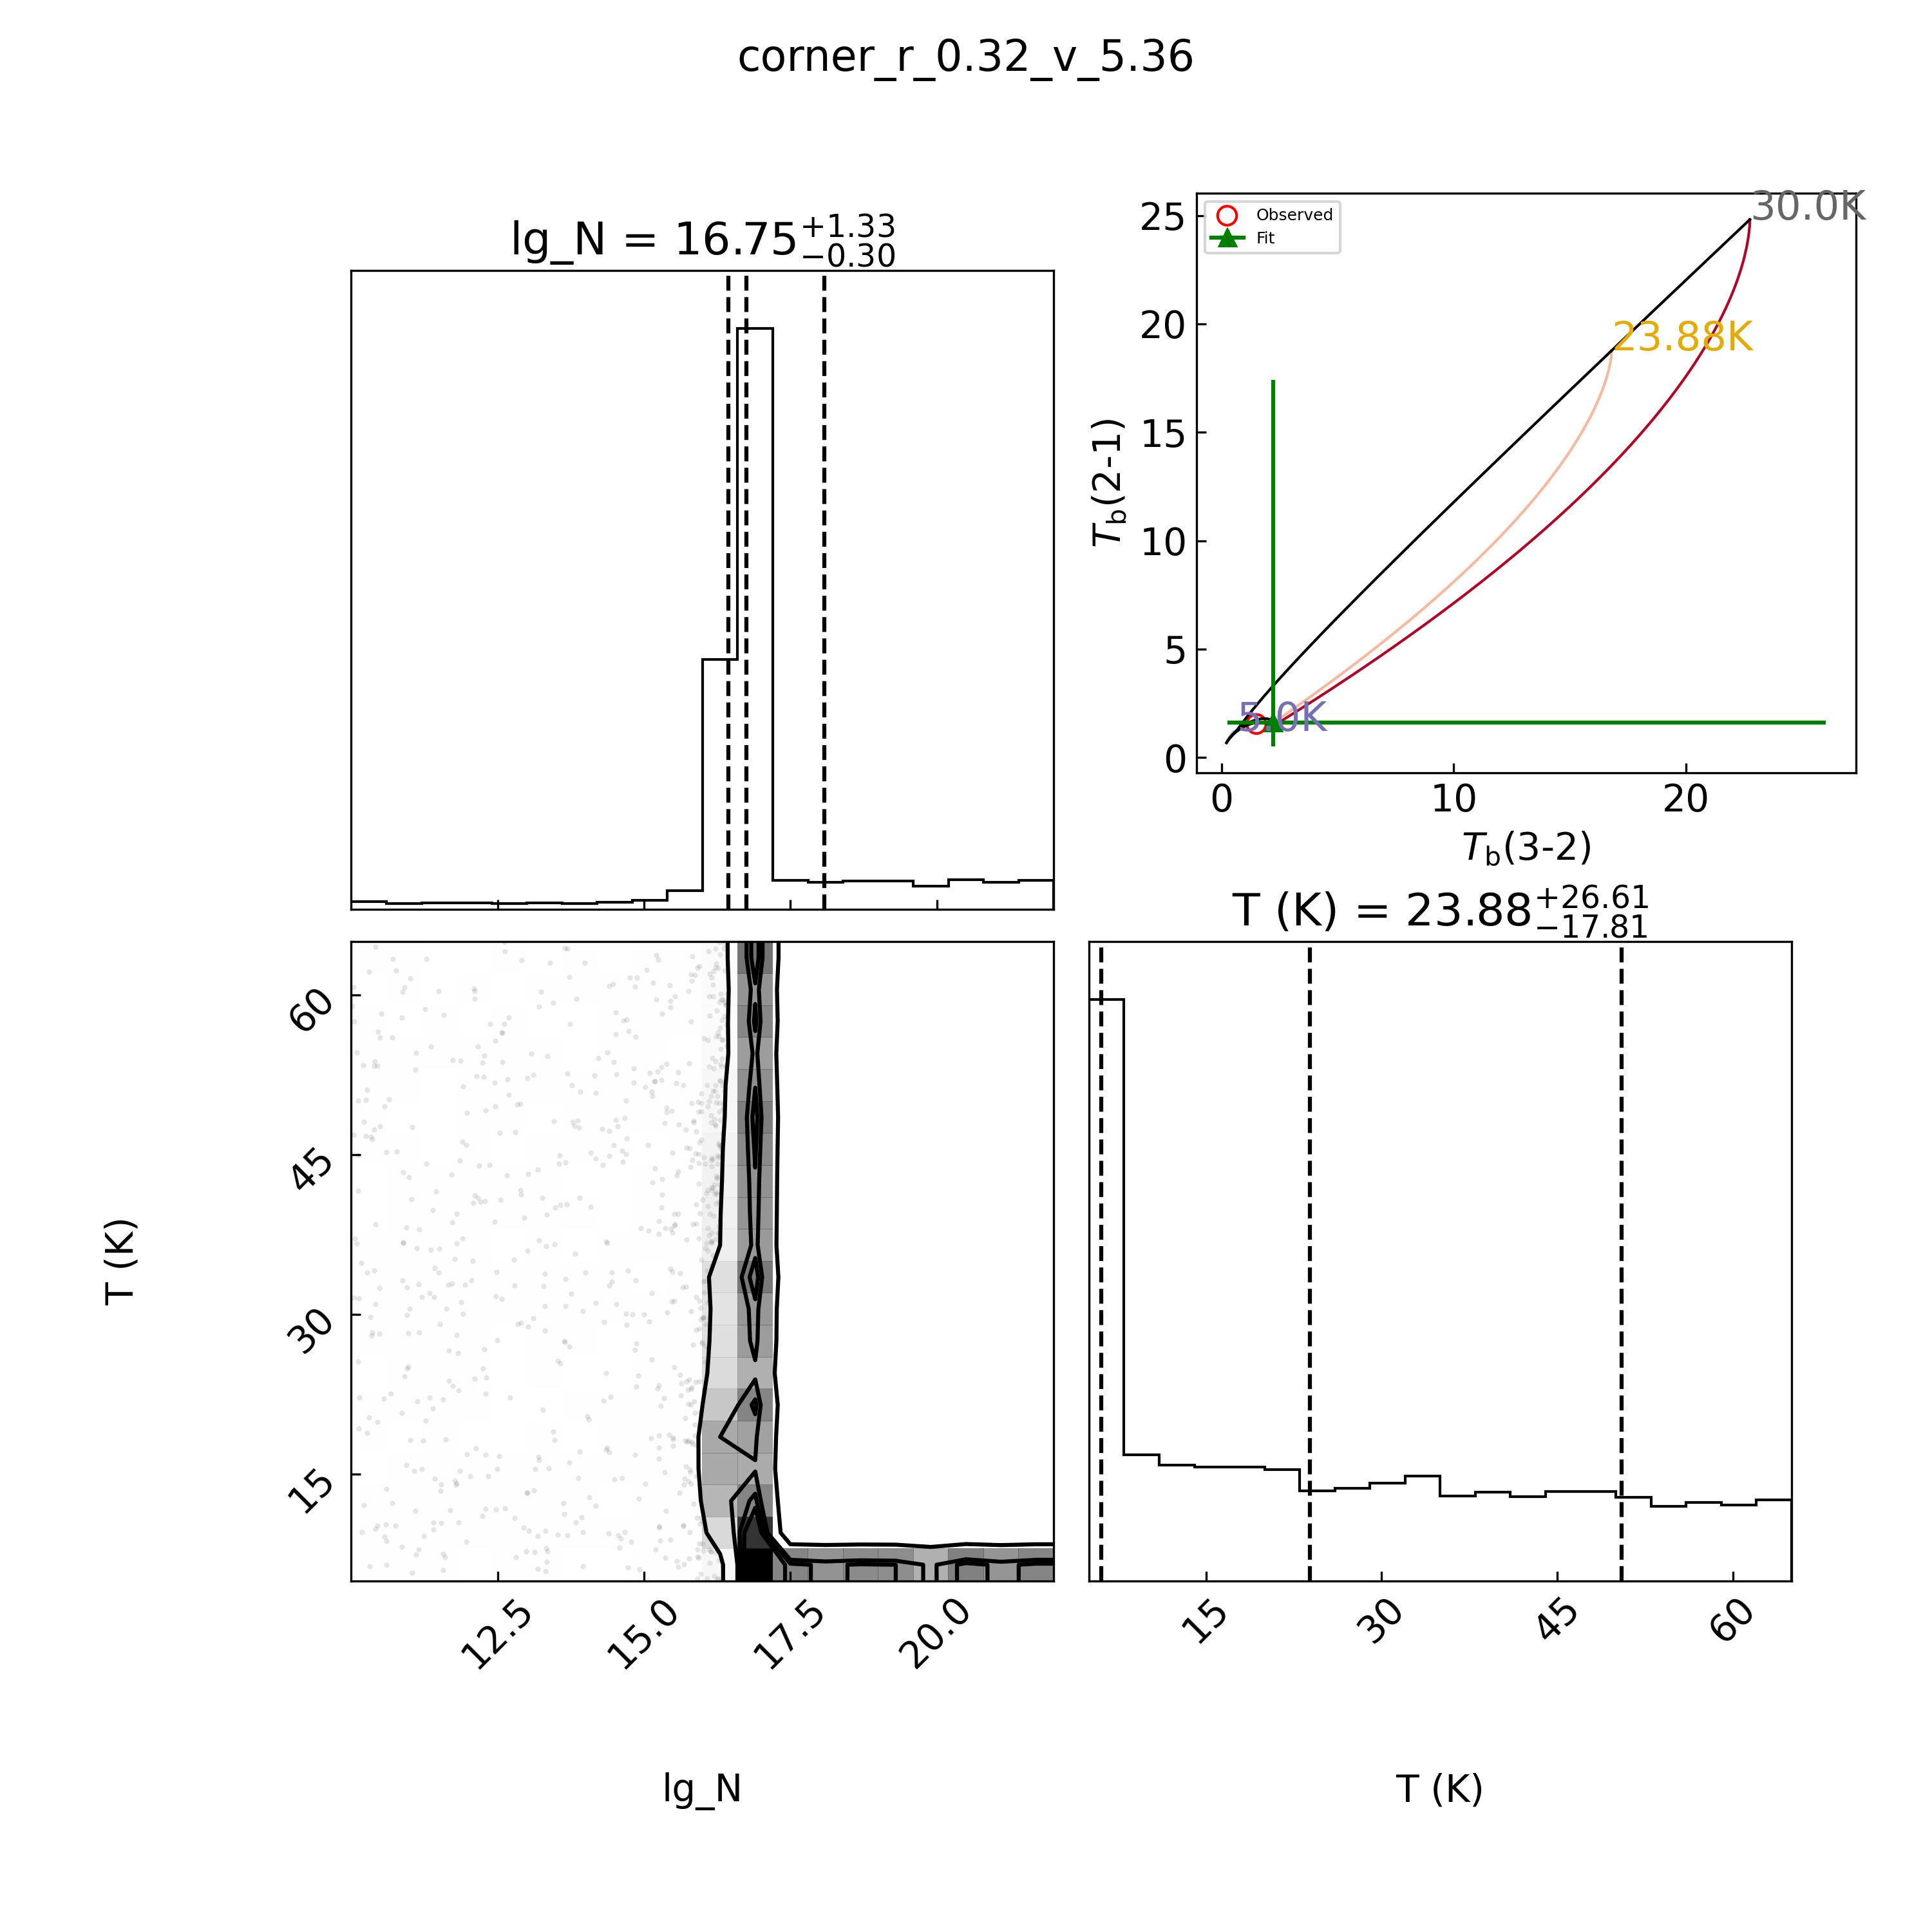 corner_r_0.32_v_5.36
lg_N = 16.75+1.33−0.30
25
20
15
10
5
0
Tb(2-1)
Observed
Fit
30.0K
23.88K
5.0K
0
10
20
Tb(3-2)
T (K) = 23.88+26.61−17.81
60
45
30
15
T (K)
12.5
15.0
17.5
20.0
lg_N
15
30
45
60
T (K)